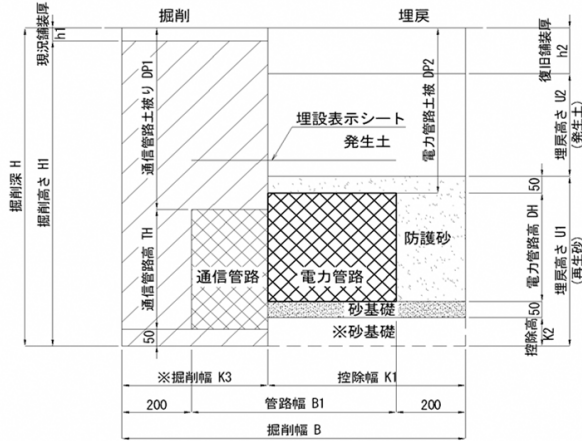 掘削
埋戻
現況舗装厚
h1
通信管路土被り DP1
電力管路土被 DP2
復旧舗装厚
h2
埋設表示シート
発生土
埋戻高さ U2
(発生土)
掘削深 H
掘削高さ H1
50
通信管路高 TH
防護砂
電力管路高 DH
埋戻高さ U1
(再生砂)
通信管路
電力管路
砂基礎
50
控除高
K2
50
※砂基礎
※掘削幅 K3
控除幅 K1
200
管路幅 B1
200
掘削幅 B